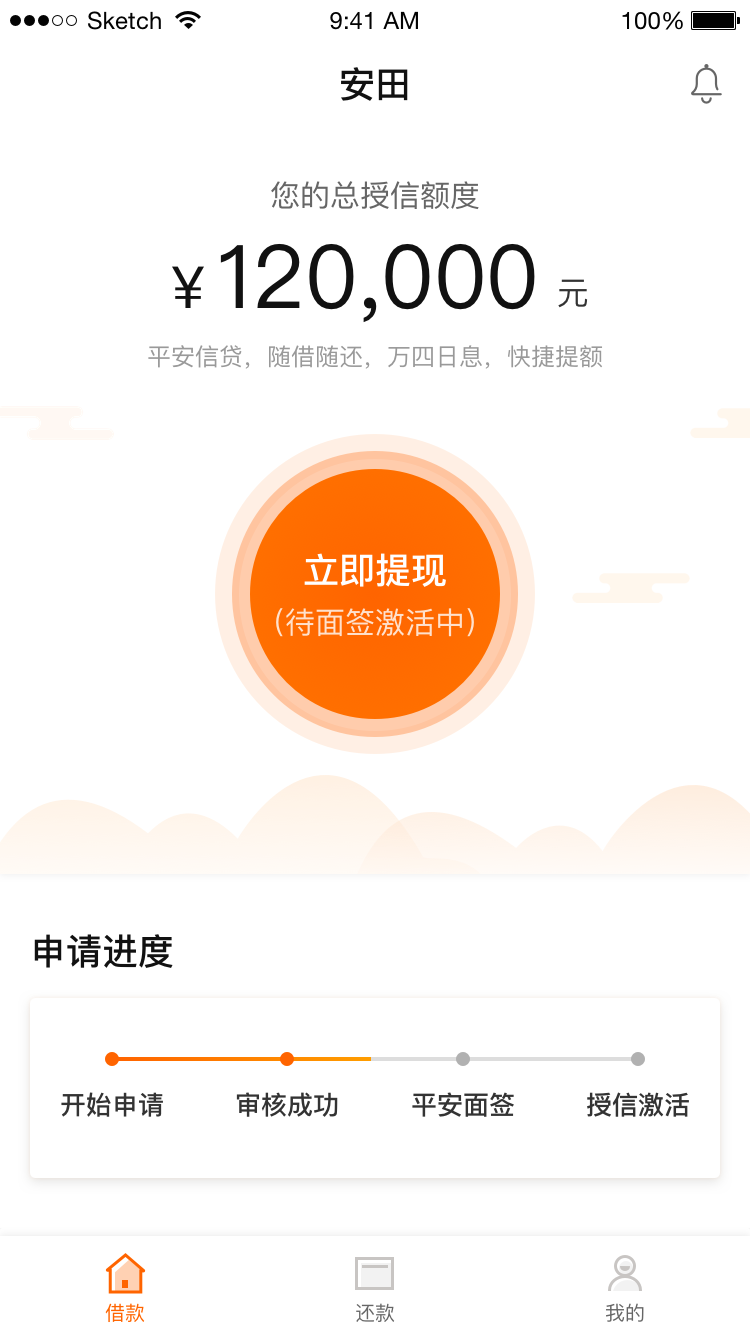 Sketch 9:41 AM 100%
安田
您的总授信额度
¥120,000 元
平安信贷，随借随还，万四日息，快捷提额
立即提现
（待面签激活中）
申请进度
开始申请 审核成功 平安面签 授信激活
借款 还款 我的